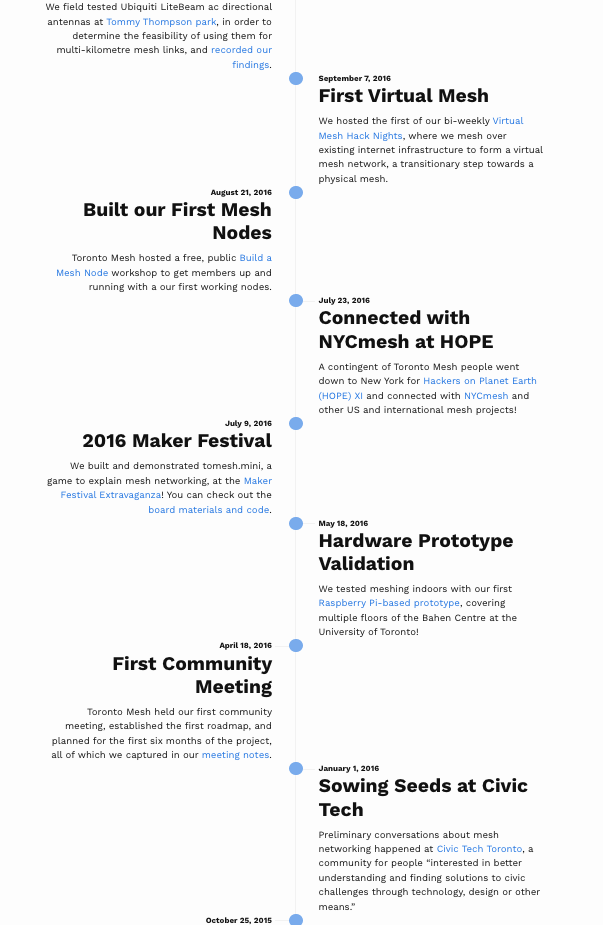 We field tested Ubiquiti LiteBeam ac directional
antennas at Tommy Thompson park, in order to
determine the feasibility of using them for
multi-kilometre mesh links, and recorded our
findings.
September 7, 2016
First Virtual Mesh
We hosted the first of our bi-weekly Virtual
Mesh Hack Nights, where we mesh over
existing internet infrastructure to form a virtual
mesh network, a transitionary step towards a
physical mesh.
August 21, 2016
Built our First Mesh
Nodes
Toronto Mesh hosted a free, public Build a
Mesh Node workshop to get members up and
running with a our first working nodes.
July 23, 2016
Connected with
NYCmesh at HOPE
A contingent of Toronto Mesh people went
down to New York for Hackers on Planet Earth
(HOPE) XI and connected with NYCmesh and
other US and international mesh projects!
July 9, 2016
2016 Maker Festival
We built and demonstrated tomesh.mini, a
game to explain mesh networking, at the Maker
Festival Extravaganza! You can check out the
board materials and code.
May 18, 2016
Hardware Prototype
Validation
We tested meshing indoors with our first
Raspberry Pi-based prototype, covering
multiple floors of the Bahen Centre at the
University of Toronto!
April 18, 2016
First Community
Meeting
Toronto Mesh held our first community
meeting, established the first roadmap, and
planned for the first six months of the project,
all of which we captured in our meeting notes.
January 1, 2016
Sowing Seeds at Civic
Tech
Preliminary conversations about mesh
networking happened at Civic Tech Toronto, a
community for people “interested in better
understanding and finding solutions to civic
challenges through technology, design or other
means.”
October 25, 2015